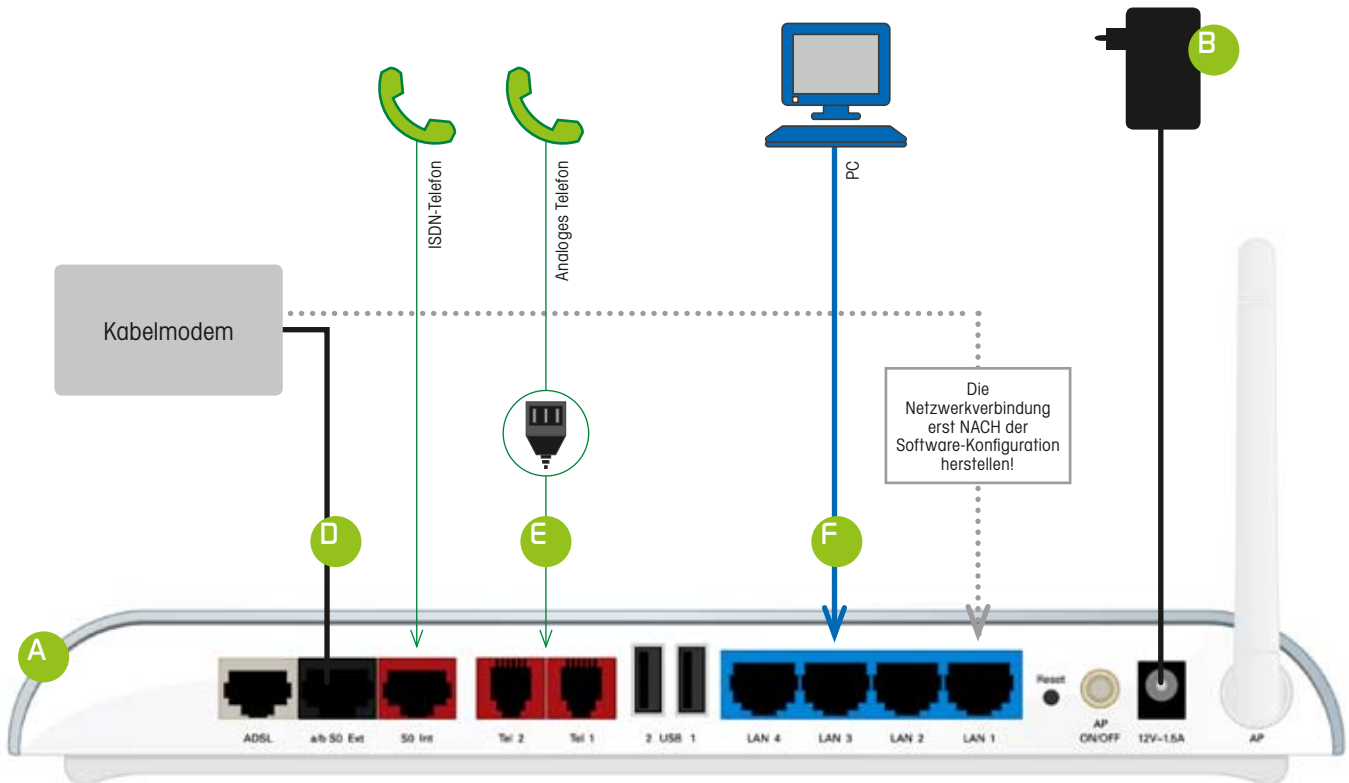 B
ISDN-Telefon
Analoges Telefon
PC
Kabelmodem
Die
Netzwerkverbindung
erst NACH der
Software-Konfiguration
herstellen!
D
E
F
A
ADSL
a/b S0 Ext
S0 Int
Tel 2
Tel 1
2 USB 1
LAN 4
LAN 3
LAN 2
LAN 1
Reset
AP
ON/OFF
12V–1.5A
AP